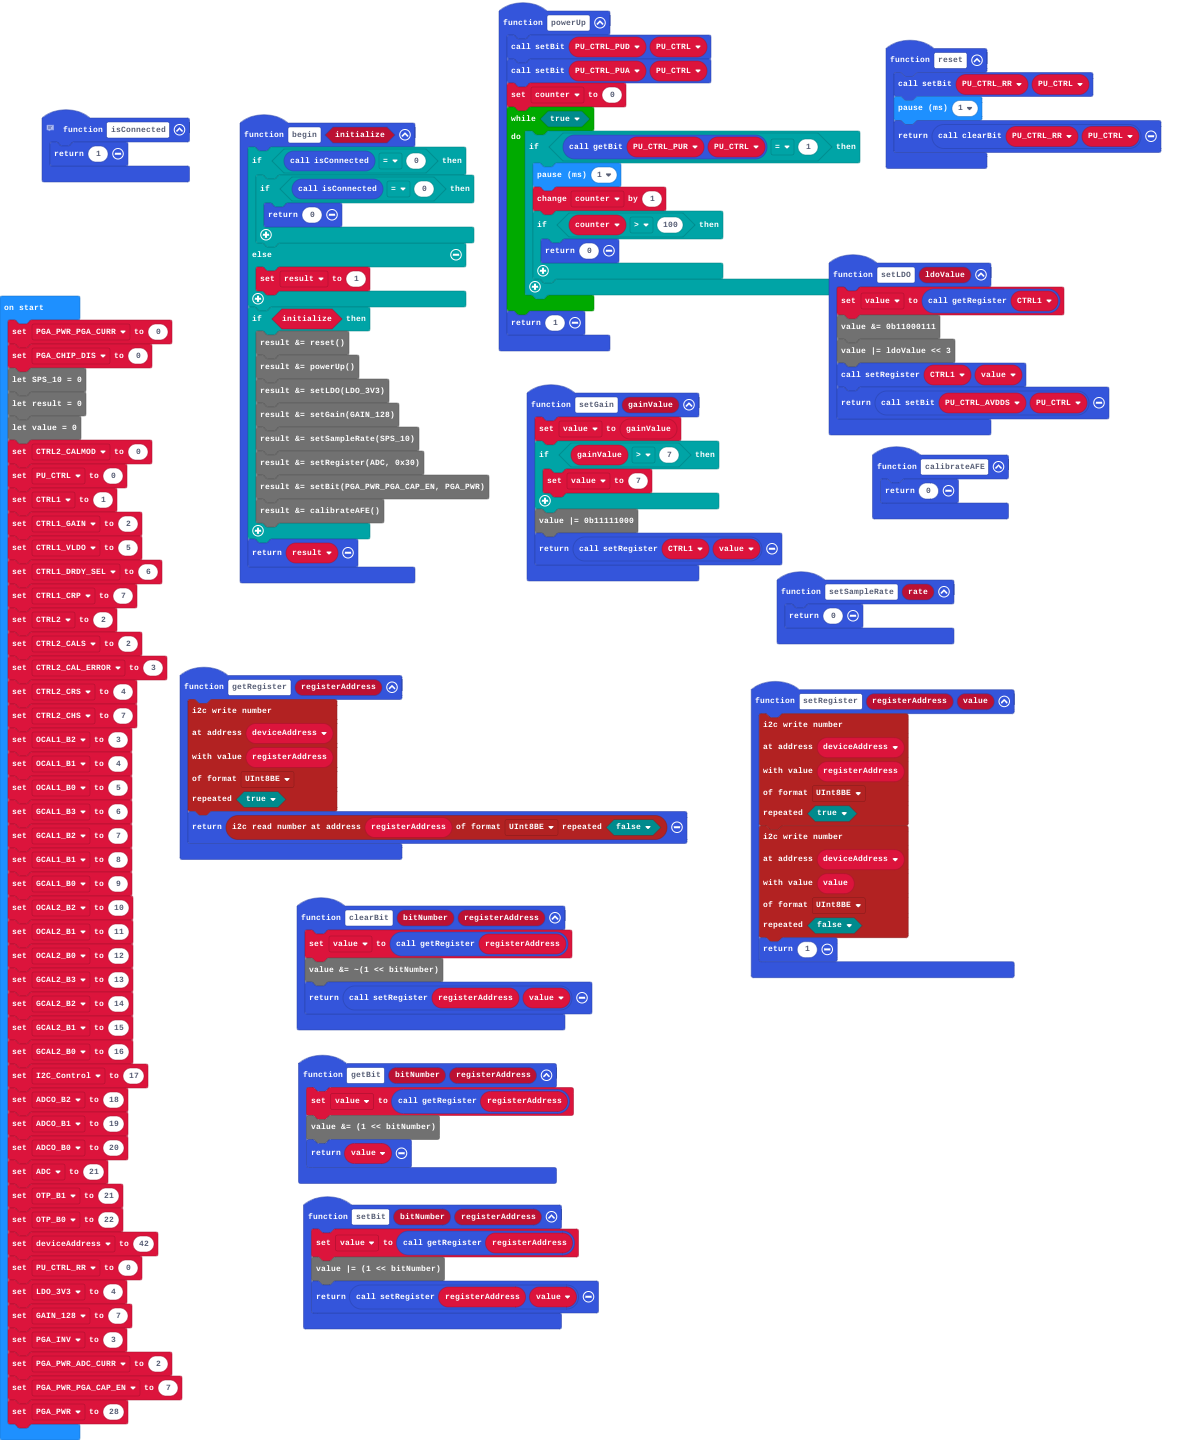 function isConnected
return 1
on start
set PGA_PWR_PGA_CURR to 0
set PGA_CHIP_DIS to 0
let SPS_10 = 0
let result = 0
let value = 0
set CTRL2_CALMOD to 0
set PU_CTRL to 0
set CTRL1 to 1
set CTRL1_GAIN to 2
set CTRL1_VLDO to 5
set CTRL1_DRDY_SEL to 6
set CTRL1_CRP to 7
set CTRL2 to 2
set CTRL2_CALS to 2
set CTRL2_CAL_ERROR to 3
set CTRL2_CRS to 4
set CTRL2_CHS to 7
set OCAL1_B2 to 3
set OCAL1_B1 to 4
set OCAL1_B0 to 5
set GCAL1_B3 to 6
set GCAL1_B2 to 7
set GCAL1_B1 to 8
set GCAL1_B0 to 9
set OCAL2_B2 to 10
set OCAL2_B1 to 11
set OCAL2_B0 to 12
set GCAL2_B3 to 13
set GCAL2_B2 to 14
set GCAL2_B1 to 15
set GCAL2_B0 to 16
set I2C_Control to 17
set ADCO_B2 to 18
set ADCO_B1 to 19
set ADCO_B0 to 20
set ADC to 21
set OTP_B1 to 21
set OTP_B0 to 22
set deviceAddress to 42
set PU_CTRL_RR to 0
set LDO_3V3 to 4
set GAIN_128 to 7
set PGA_INV to 3
set PGA_PWR_ADC_CURR to 2
set PGA_PWR_PGA_CAP_EN to 7
set PGA_PWR to 28
function begin initialize
if call isConnected = 0 then
if call isConnected = 0 then
return 0
else
set result to 1
if initialize then
result &= reset()
result &= powerUp()
result &= setLDO(LDO_3V3)
result &= setGain(GAIN_128)
result &= setSampleRate(SPS_10)
result &= setRegister(ADC, 0x30)
result &= setBit(PGA_PWR_PGA_CAP_EN, PGA_PWR)
result &= calibrateAFE()
return result
function powerUp
call setBit PU_CTRL_PUD PU_CTRL
call setBit PU_CTRL_PUA PU_CTRL
set counter to 0
while true
do
if call getBit PU_CTRL_PUR PU_CTRL = 1 then
pause (ms) 1
change counter by 1
if counter > 100 then
return 0
return 1
function reset
call setBit PU_CTRL_RR PU_CTRL
pause (ms) 1
return call clearBit PU_CTRL_RR PU_CTRL
function setLDO ldoValue
set value to call getRegister CTRL1
value &= 0b11000111
value |= ldoValue << 3
call setRegister CTRL1 value
return call setBit PU_CTRL_AVDDS PU_CTRL
function setGain gainValue
set value to gainValue
if gainValue > 7 then
set value to 7
value |= 0b11111000
return call setRegister CTRL1 value
function calibrateAFE
return 0
function setSampleRate rate
return 0
function getRegister registerAddress
i2c write number
at address deviceAddress
with value registerAddress
of format UInt8BE
repeated true
return i2c read number at address registerAddress of format UInt8BE repeated false
function setRegister registerAddress value
i2c write number
at address deviceAddress
with value registerAddress
of format UInt8BE
repeated true
i2c write number
at address deviceAddress
with value value
of format UInt8BE
repeated false
return 1
function clearBit bitNumber registerAddress
set value to call getRegister registerAddress
value &= ~(1 << bitNumber)
return call setRegister registerAddress value
function getBit bitNumber registerAddress
set value to call getRegister registerAddress
value &= (1 << bitNumber)
return value
function setBit bitNumber registerAddress
set value to call getRegister registerAddress
value |= (1 << bitNumber)
return call setRegister registerAddress value